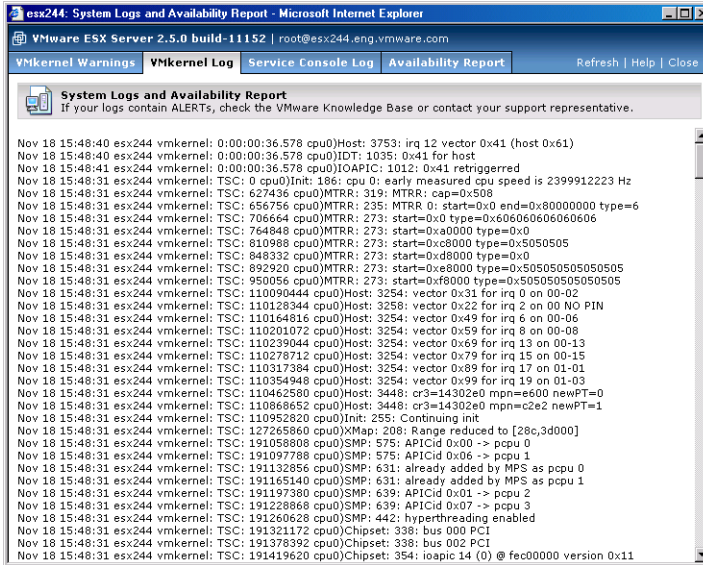 esx244: System Logs and Availability Report - Microsoft Internet Explorer
VMware ESX Server 2.5.0 build-11152 | root@esx244.eng.vmware.com
VMkernel Warnings VMkernel Log Service Console Log Availability Report Refresh | Help | Close
System Logs and Availability Report
If your logs contain ALERTs, check the VMware Knowledge Base or contact your support representative.
Nov 18 15:48:40 esx244 vmkernel: 0:00:00:36.578 cpu0)Host: 3753: irq 12 vector 0x41 (host 0x61)
Nov 18 15:48:40 esx244 vmkernel: 0:00:00:36.578 cpu0)IDT: 1035: 0x41 for host
Nov 18 15:48:41 esx244 vmkernel: 0:00:00:36.578 cpu0)IOAPIC: 1012: 0x41 retriggerred
Nov 18 15:48:31 esx244 vmkernel: TSC: 0 cpu0)Init: 186: cpu 0: early measured cpu speed is 2399912223 Hz
Nov 18 15:48:31 esx244 vmkernel: TSC: 627436 cpu0)MTRR: 319: MTRR: cap=0x508
Nov 18 15:48:31 esx244 vmkernel: TSC: 656756 cpu0)MTRR: 235: MTRR 0: start=0x0 end=0x80000000 type=6
Nov 18 15:48:31 esx244 vmkernel: TSC: 706664 cpu0)MTRR: 273: start=0x0 type=0x606060606060606
Nov 18 15:48:31 esx244 vmkernel: TSC: 764848 cpu0)MTRR: 273: start=0xa0000 type=0x0
Nov 18 15:48:31 esx244 vmkernel: TSC: 810988 cpu0)MTRR: 273: start=0xc8000 type=0x5050505
Nov 18 15:48:31 esx244 vmkernel: TSC: 848332 cpu0)MTRR: 273: start=0xd8000 type=0x0
Nov 18 15:48:31 esx244 vmkernel: TSC: 892920 cpu0)MTRR: 273: start=0xe8000 type=0x505050505050505
Nov 18 15:48:31 esx244 vmkernel: TSC: 950056 cpu0)MTRR: 273: start=0xf8000 type=0x505050505050505
Nov 18 15:48:31 esx244 vmkernel: TSC: 110090444 cpu0)Host: 3254: vector 0x31 for irq 0 on 00-02
Nov 18 15:48:31 esx244 vmkernel: TSC: 110128344 cpu0)Host: 3258: vector 0x22 for irq 2 on 00 NO PIN
Nov 18 15:48:31 esx244 vmkernel: TSC: 110164816 cpu0)Host: 3254: vector 0x49 for irq 6 on 00-06
Nov 18 15:48:31 esx244 vmkernel: TSC: 110201072 cpu0)Host: 3254: vector 0x59 for irq 8 on 00-08
Nov 18 15:48:31 esx244 vmkernel: TSC: 110239044 cpu0)Host: 3254: vector 0x69 for irq 13 on 00-13
Nov 18 15:48:31 esx244 vmkernel: TSC: 110278712 cpu0)Host: 3254: vector 0x79 for irq 15 on 00-15
Nov 18 15:48:31 esx244 vmkernel: TSC: 110317384 cpu0)Host: 3254: vector 0x89 for irq 17 on 01-01
Nov 18 15:48:31 esx244 vmkernel: TSC: 110354948 cpu0)Host: 3254: vector 0x99 for irq 19 on 01-03
Nov 18 15:48:31 esx244 vmkernel: TSC: 110462580 cpu0)Host: 3448: cr3=14302e0 mpn=e600 newPT=0
Nov 18 15:48:31 esx244 vmkernel: TSC: 110868652 cpu0)Host: 3448: cr3=14302e0 mpn=c2e2 newPT=1
Nov 18 15:48:31 esx244 vmkernel: TSC: 110952820 cpu0)Init: 255: Continuing init
Nov 18 15:48:31 esx244 vmkernel: TSC: 127265860 cpu0)XMap: 208: Range reduced to [28c,3d000]
Nov 18 15:48:31 esx244 vmkernel: TSC: 191058808 cpu0)SMP: 575: APICid 0x00 -> pcpu 0
Nov 18 15:48:31 esx244 vmkernel: TSC: 191097788 cpu0)SMP: 575: APICid 0x06 -> pcpu 1
Nov 18 15:48:31 esx244 vmkernel: TSC: 191132856 cpu0)SMP: 631: already added by MPS as pcpu 0
Nov 18 15:48:31 esx244 vmkernel: TSC: 191165140 cpu0)SMP: 631: already added by MPS as pcpu 1
Nov 18 15:48:31 esx244 vmkernel: TSC: 191197380 cpu0)SMP: 639: APICid 0x01 -> pcpu 2
Nov 18 15:48:31 esx244 vmkernel: TSC: 191228868 cpu0)SMP: 639: APICid 0x07 -> pcpu 3
Nov 18 15:48:31 esx244 vmkernel: TSC: 191260628 cpu0)SMP: 442: hyperthreading enabled
Nov 18 15:48:31 esx244 vmkernel: TSC: 191321172 cpu0)Chipset: 338: bus 000 PCI
Nov 18 15:48:31 esx244 vmkernel: TSC: 191378392 cpu0)Chipset: 338: bus 002 PCI
Nov 18 15:48:31 esx244 vmkernel: TSC: 191419620 cpu0)Chipset: 354: ioapic 14 (0) @ fec00000 version 0x11